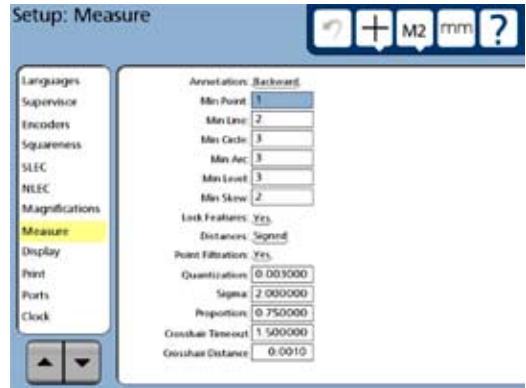 Setup: Measure
M2 mm ?
Languages
Supervisor
Encoders
Squareness
SLEC
NLEC
Magnifications
Measure
Display
Print
Ports
Clock
Annotation: Backward
Min Point 1
Min Line 2
Min Circle 3
Min Arc 3
Min Level 3
Min Skew 2
Lock Features: Yes
Distances: Signed
Point Filtration: Yes
Quantization 0.003000
Sigma 2.000000
Proportion 0.750000
Crosshair Timeout 1.500000
Crosshair Distance 0.0010